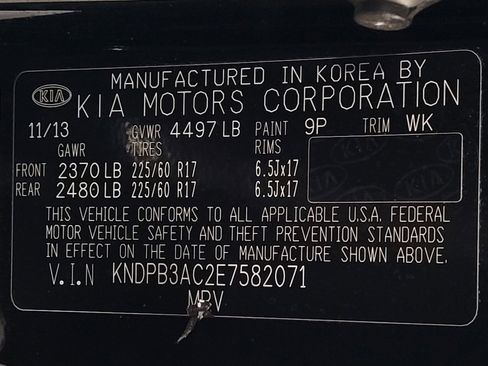 MANUFACTURED IN KOREA BY
KIA KIA MOTORS CORPORATION
11/13 GVWR 4497 LB PAINT 9P TRIM WK
GAWR TIRES RIMS
FRONT 2370 LB 225/60 R17 6.5Jx17
REAR 2480 LB 225/60 R17 6.5Jx17
THIS VEHICLE CONFORMS TO ALL APPLICABLE U.S.A. FEDERAL
MOTOR VEHICLE SAFETY AND THEFT PREVENTION STANDARDS
IN EFFECT ON THE DATE OF MANUFACTURE SHOWN ABOVE.
V.I.N KNDPB3AC2E7582071
MPV